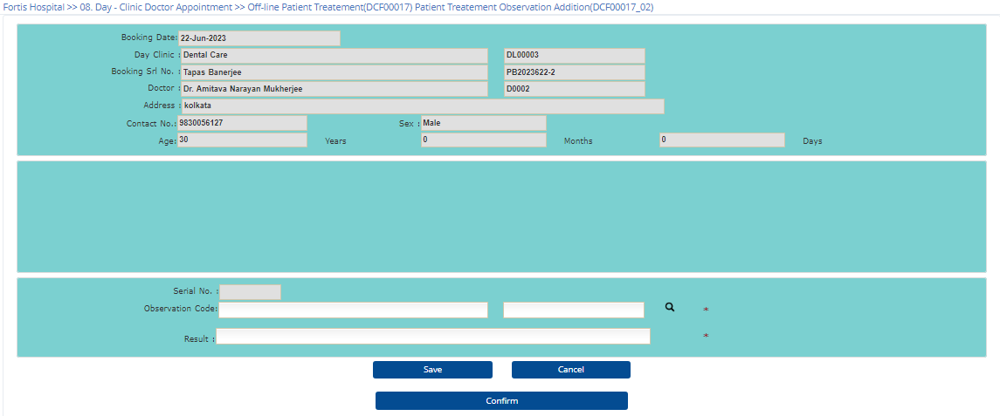 Fortis Hospital >> 08. Day - Clinic Doctor Appointment >> Off-line Patient Treatement(DCF00017) Patient Treatement Observation Addition(DCF00017_02)
Booking Date: 22-Jun-2023
Day Clinic : Dental Care DL00003
Booking Srl No. : Tapas Banerjee PB2023622-2
Doctor : Dr. Amitava Narayan Mukherjee D0002
Address : kolkata
Contact No.: 9830056127 Sex : Male
Age: 30 Years 0 Months 0 Days
Serial No. :
Observation Code: *
Result : *
Save Cancel
Confirm